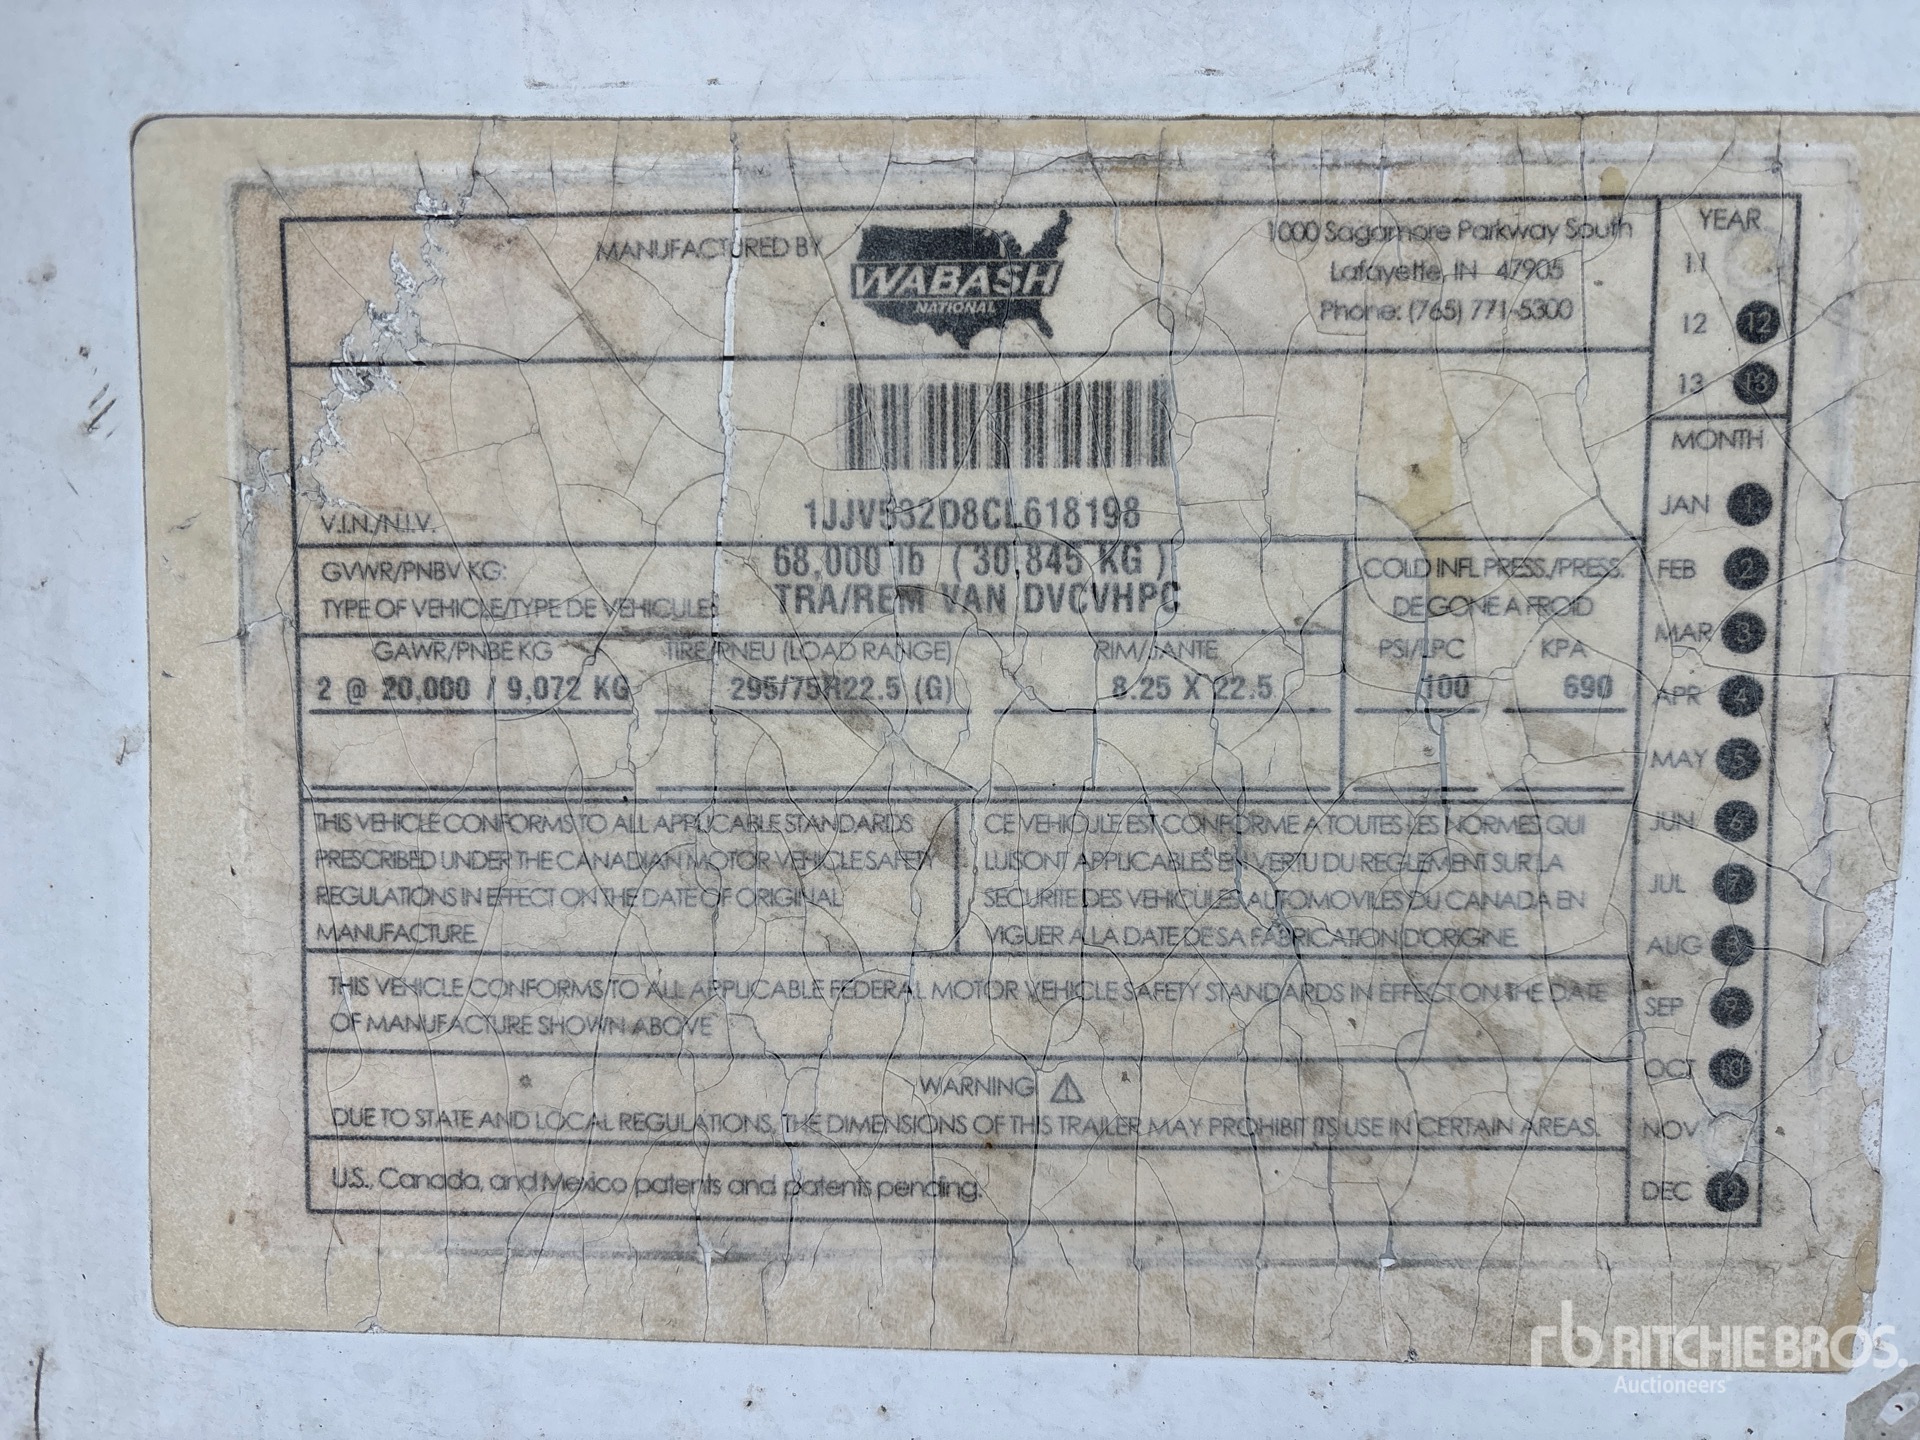 MANUFACTURED BY
WABASH
NATIONAL
1000 Sagamore Parkway South
Lafayette, IN 47905
Phone: (765) 771-5300
YEAR
11
12 12
13 13
V.I.N./N.I.V.
1JJV532D8CL618198
GVWR/PNBV KG:
68,000 lb ( 30,845 KG )
TYPE OF VEHICLE/TYPE DE VEHICULE:
TRA/REM VAN DVCVHPC
COLD INFL PRESS./PRESS.
DE GONE A FROID
GAWR/PNBE KG TIRE/PNEU (LOAD RANGE) RIM/JANTE PSI/LPC KPA
2 @ 20,000 / 9,072 KG 295/75R22.5 (G) 8.25 X 22.5 100 690
THIS VEHICLE CONFORMS TO ALL APPLICABLE STANDARDS
PRESCRIBED UNDER THE CANADIAN MOTOR VEHICLE SAFETY
REGULATIONS IN EFFECT ON THE DATE OF ORIGINAL
MANUFACTURE
CE VEHICULE EST CONFORME A TOUTES LES NORMES QUI
LUI SONT APPLICABLES EN VERTU DU REGLEMENT SUR LA
SECURITE DES VEHICULES AUTOMOVILES DU CANADA EN
VIGUER A LA DATE DE SA FABRICATION D'ORIGINE
THIS VEHICLE CONFORMS TO ALL APPLICABLE FEDERAL MOTOR VEHICLE SAFETY STANDARDS IN EFFECT ON THE DATE
OF MANUFACTURE SHOWN ABOVE
WARNING
DUE TO STATE AND LOCAL REGULATIONS, THE DIMENSIONS OF THIS TRAILER MAY PROHIBIT ITS USE IN CERTAIN AREAS.
U.S., Canada, and Mexico patents and patents pending.
MONTH
JAN 1
FEB 2
MAR 3
APR 4
MAY 5
JUN 6
JUL 7
AUG 8
SEP 9
OCT 10
NOV
DEC 12
rb RITCHIE BROS.
Auctioneers